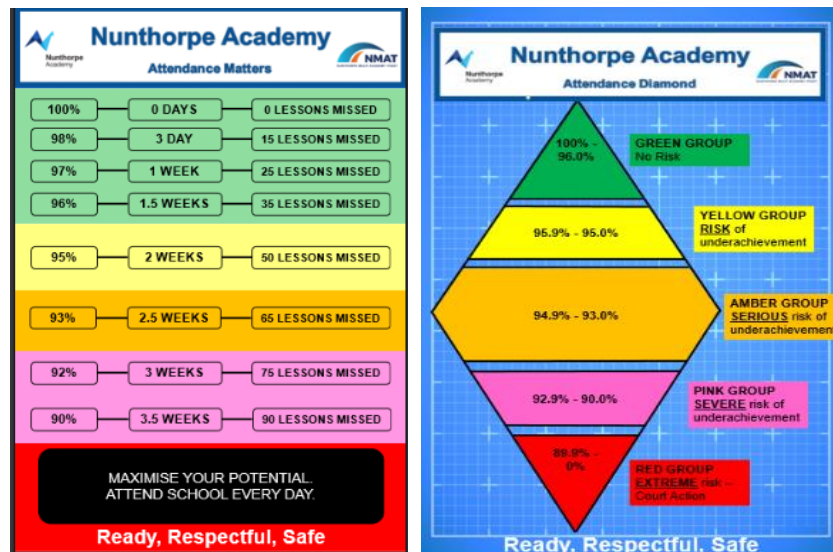 Nunthorpe Academy
Attendance Matters
Nunthorpe
Academy
NMAT
100% 0 DAYS 0 LESSONS MISSED
98% 3 DAY 15 LESSONS MISSED
97% 1 WEEK 25 LESSONS MISSED
96% 1.5 WEEKS 35 LESSONS MISSED
95% 2 WEEKS 50 LESSONS MISSED
93% 2.5 WEEKS 65 LESSONS MISSED
92% 3 WEEKS 75 LESSONS MISSED
90% 3.5 WEEKS 90 LESSONS MISSED
MAXIMISE YOUR POTENTIAL.
ATTEND SCHOOL EVERY DAY.
Ready, Respectful, Safe
Nunthorpe Academy
Attendance Diamond
Nunthorpe
Academy
NMAT
100% -
96.0%
GREEN GROUP
No Risk
95.9% - 95.0%
YELLOW GROUP
RISK of
underachievement
94.9% - 93.0%
AMBER GROUP
SERIOUS risk of
underachievement
92.9% - 90.0%
PINK GROUP
SEVERE risk of
underachievement
89.9% -
0%
RED GROUP
EXTREME risk –
Court Action
Ready, Respectful, Safe